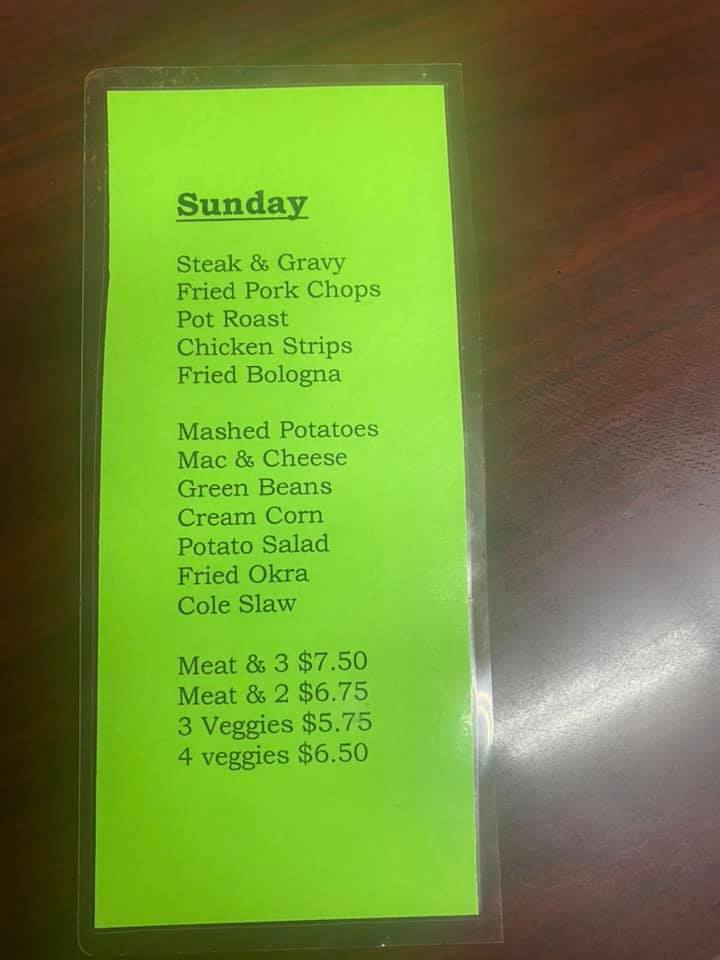 Sunday
Steak & Gravy
Fried Pork Chops
Pot Roast
Chicken Strips
Fried Bologna
Mashed Potatoes
Mac & Cheese
Green Beans
Cream Corn
Potato Salad
Fried Okra
Cole Slaw
Meat & 3 $7.50
Meat & 2 $6.75
3 Veggies $5.75
4 veggies $6.50